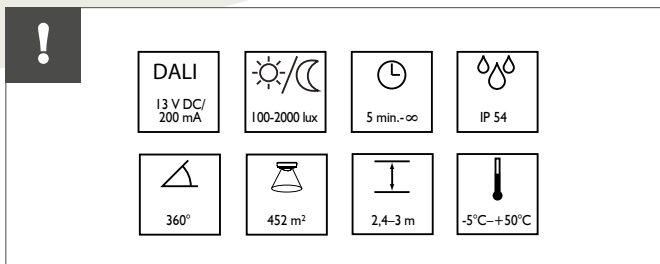 !
DALI
13 V DC/
200 mA
100-2000 lux
5 min.-∞
IP 54
360°
452 m²
2,4–3 m
-5°C–+50°C